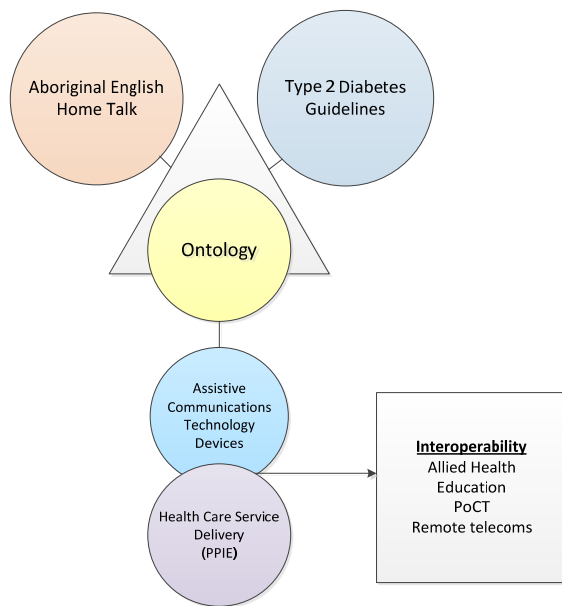 Aboriginal English
Home Talk
Type 2 Diabetes
Guidelines
Ontology
Assistive
Communications
Technology
Devices
Health Care Service
Delivery
(PPIE)
Interoperability
Allied Health
Education
PoCT
Remote telecoms